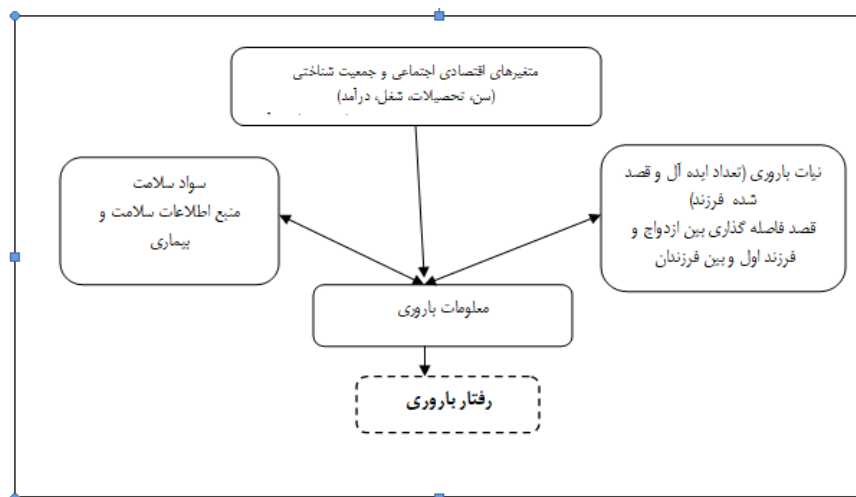 متغیرهای اقتصادی اجتماعی و جمعیت شناختی
(سن، تحصیلات، شغل، درآمد)
نیات باروری (تعداد ایده آل و قصد
شده فرزند)
قصد فاصله گذاری بین ازدواج و
فرزند اول و بین فرزندان
سواد سلامت
منبع اطلاعات سلامت و
بیماری
معلومات باروری
رفتار باروری